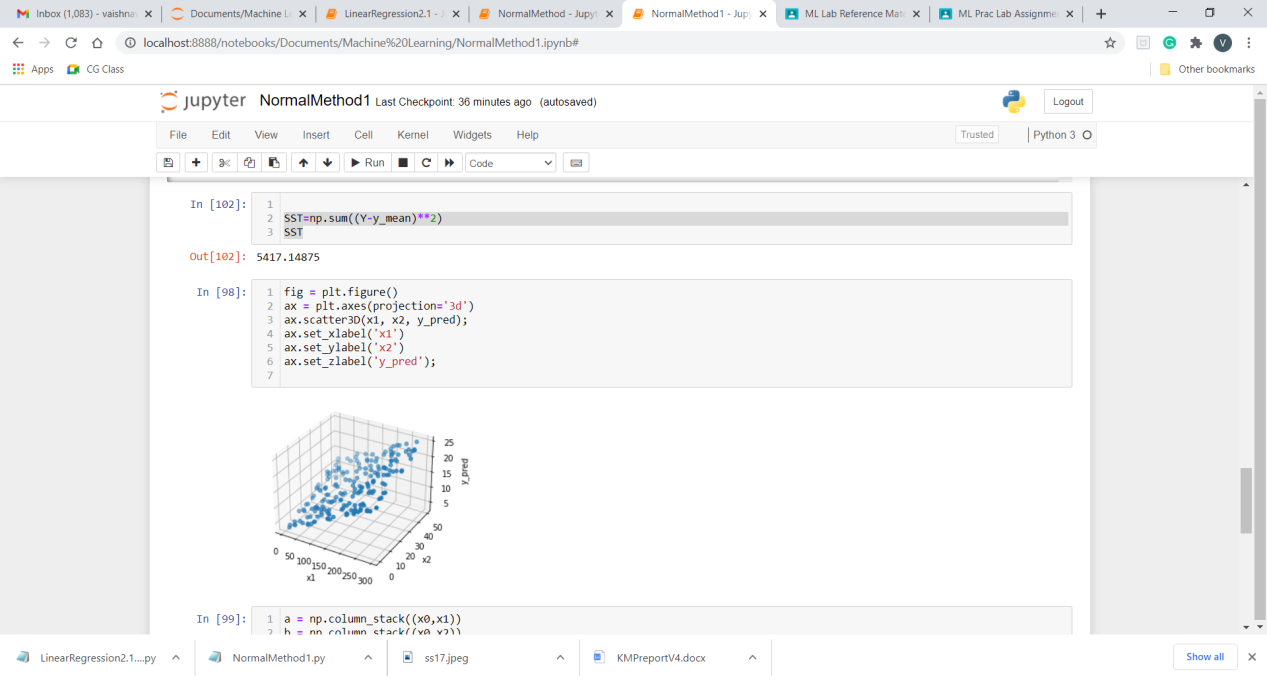 Inbox (1,083) - vaishna
Documents/Machine L
LinearRegression2.1 - J
NormalMethod - Jupyt
NormalMethod1 - Jup
ML Lab Reference Mat
ML Prac Lab Assignme
localhost:8888/notebooks/Documents/Machine%20Learning/NormalMethod1.ipynb#
V
Apps
CG Class
Other bookmarks
jupyter NormalMethod1 Last Checkpoint: 36 minutes ago (autosaved)
Logout
File Edit View Insert Cell Kernel Widgets Help
Trusted
Python 3
Run
Code
In [102]:
1
2 SST=np.sum((Y-y_mean)**2)
3 SST
Out[102]: 5417.14875
In [98]:
1 fig = plt.figure()
2 ax = plt.axes(projection='3d')
3 ax.scatter3D(x1, x2, y_pred);
4 ax.set_xlabel('x1')
5 ax.set_ylabel('x2')
6 ax.set_zlabel('y_pred');
7
25
20
15
10
5
y_pred
50
40
30
20
10
0
x2
0 50 100 150 200 250 300
x1
In [99]:
1 a = np.column_stack((x0,x1))
2 b = np.column_stack((x0,x2))
LinearRegression2.1....py
NormalMethod1.py
ss17.jpeg
KMPreportV4.docx
Show all